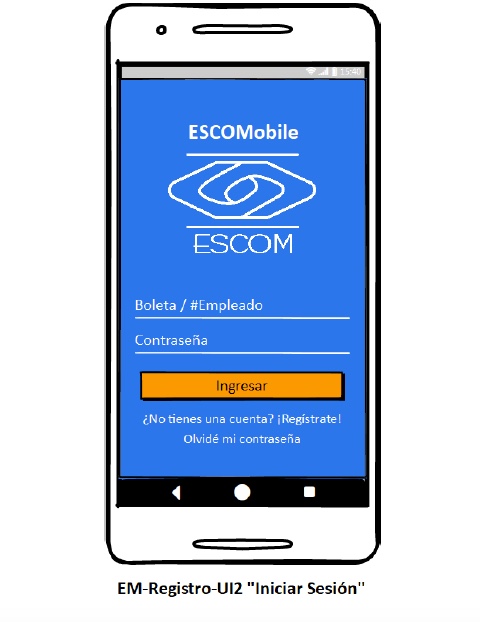 15:40
ESCOMobile
ESCOM
Boleta / #Empleado
Contraseña
Ingresar
¿No tienes una cuenta? ¡Regístrate!
Olvidé mi contraseña
EM-Registro-UI2 "Iniciar Sesión"